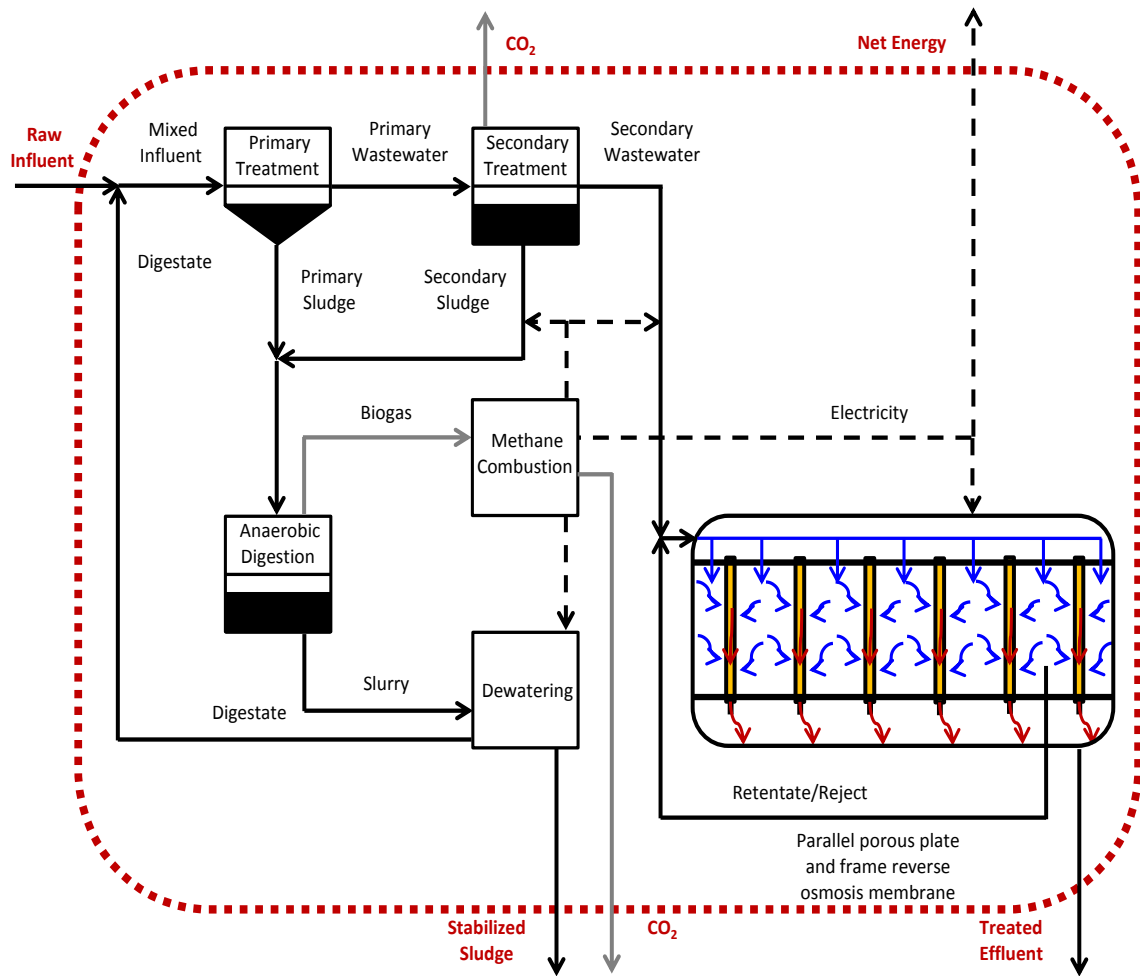 CO2
Net Energy
Raw
Influent
Mixed
Influent
Primary
Treatment
Primary
Wastewater
Secondary
Treatment
Secondary
Wastewater
Digestate
Primary
Sludge
Secondary
Sludge
Biogas
Methane
Combustion
Electricity
Anaerobic
Digestion
Slurry
Digestate
Dewatering
Retentate/Reject
Parallel porous plate
and frame reverse
osmosis membrane
Stabilized
Sludge
CO2
Treated
Effluent